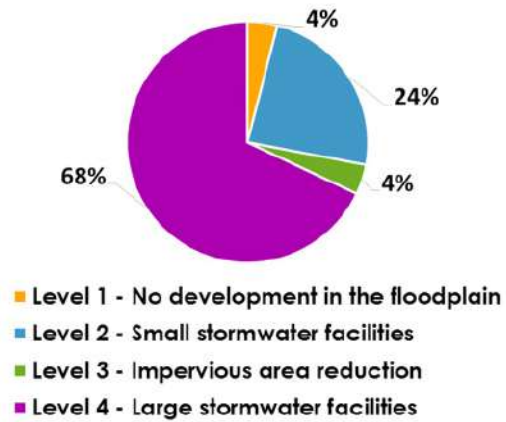 4%
24%
4%
68%
Level 1 - No development in the floodplain
Level 2 - Small stormwater facilities
Level 3 - Impervious area reduction
Level 4 - Large stormwater facilities